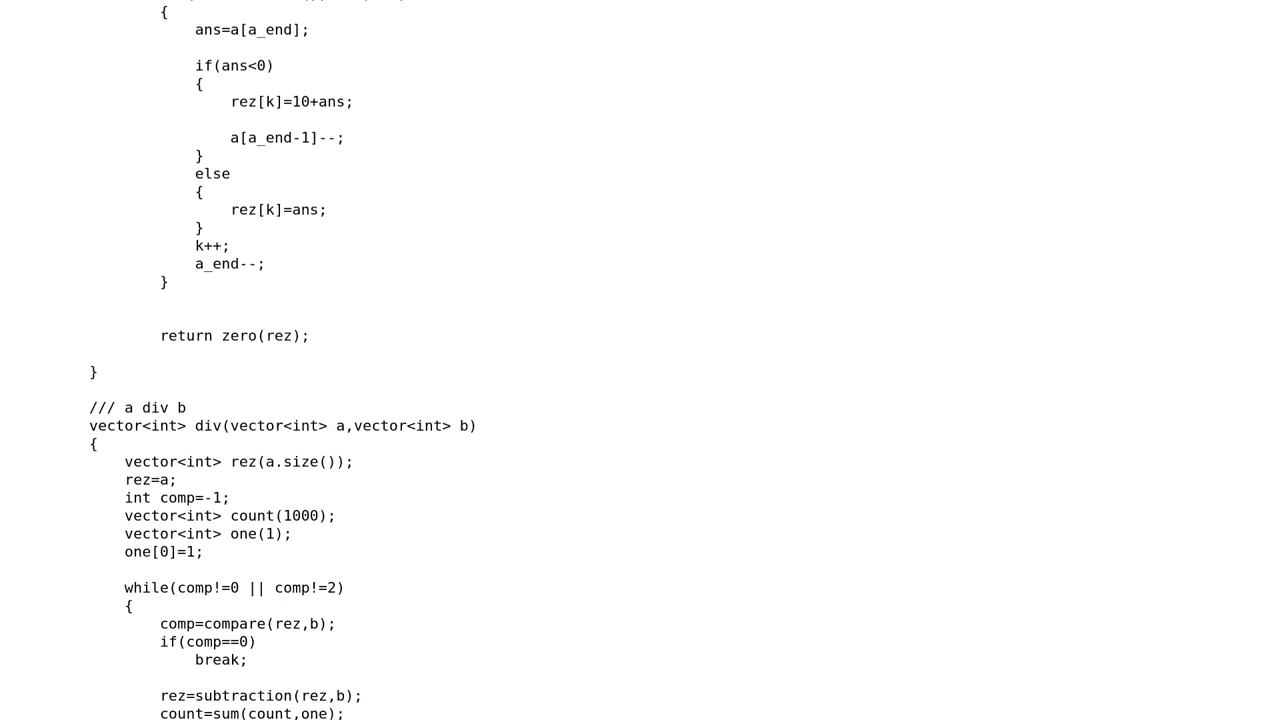 {
ans=a[a_end];
if(ans<0)
{
rez[k]=10+ans;
a[a_end-1]--;
}
else
{
rez[k]=ans;
}
k++;
a_end--;
}
return zero(rez);
}
/// a div b
vector<int> div(vector<int> a,vector<int> b)
{
vector<int> rez(a.size());
rez=a;
int comp=-1;
vector<int> count(1000);
vector<int> one(1);
one[0]=1;
while(comp!=0 || comp!=2)
{
comp=compare(rez,b);
if(comp==0)
break;
rez=subtraction(rez,b);
count=sum(count,one);